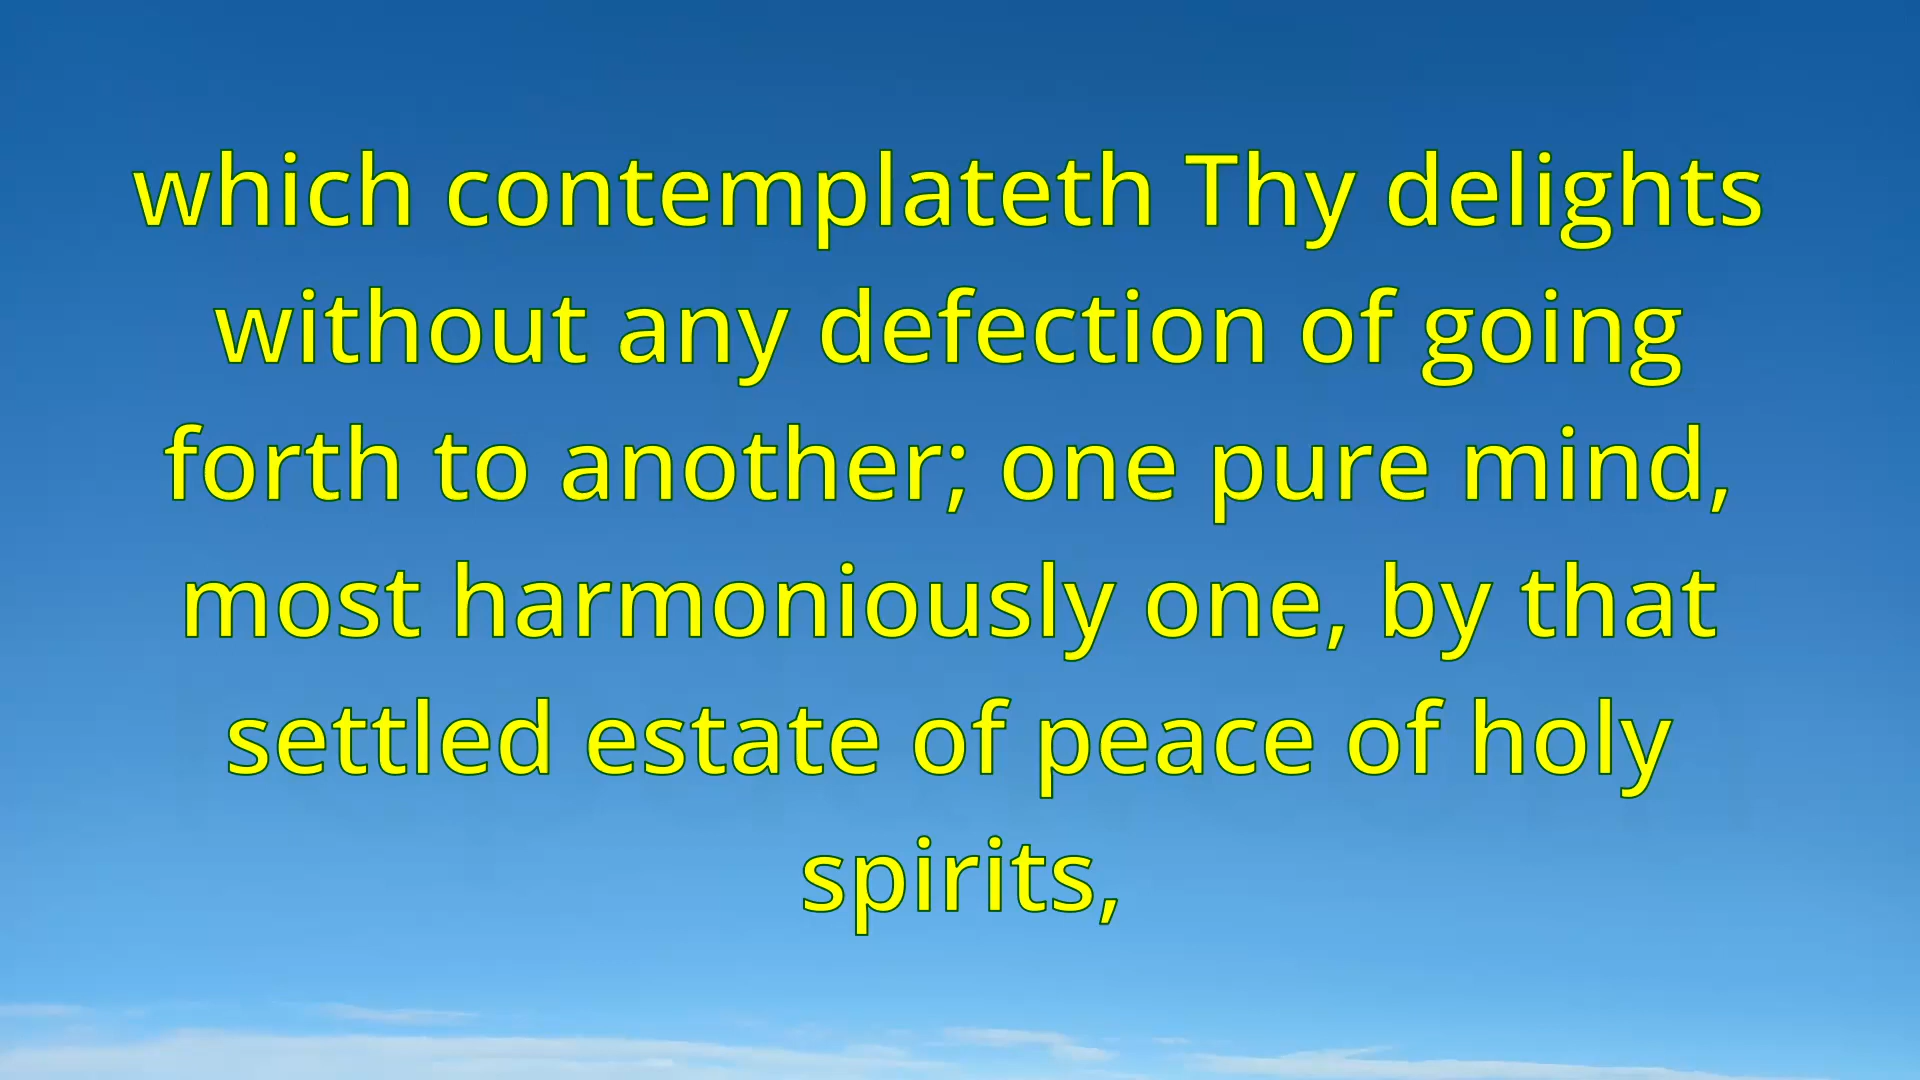 which contemplateth Thy delights
without any defection of going
forth to another; one pure mind,
most harmoniously one, by that
settled estate of peace of holy
spirits,